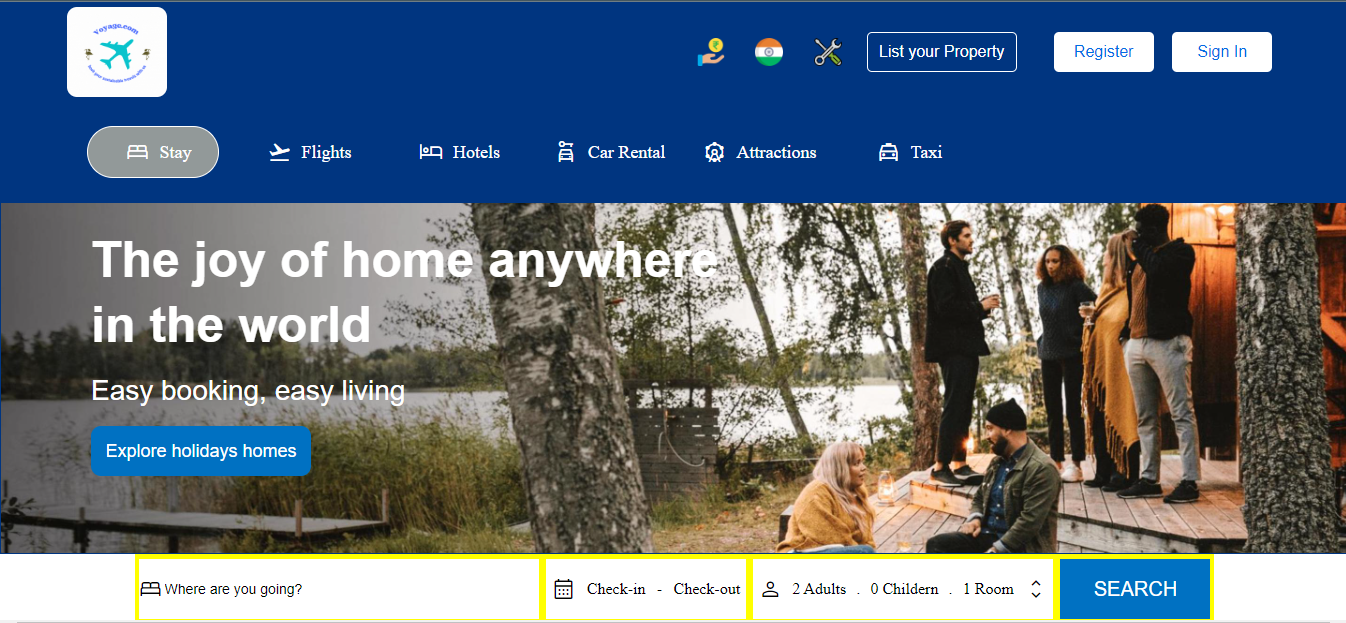 Voyage.com
List your Property
Register
Sign In
Stay
Flights
Hotels
Car Rental
Attractions
Taxi
The joy of home anywhere
in the world
Easy booking, easy living
Explore holidays homes
Where are you going?
Check-in - Check-out
2 Adults . 0 Childern . 1 Room
SEARCH